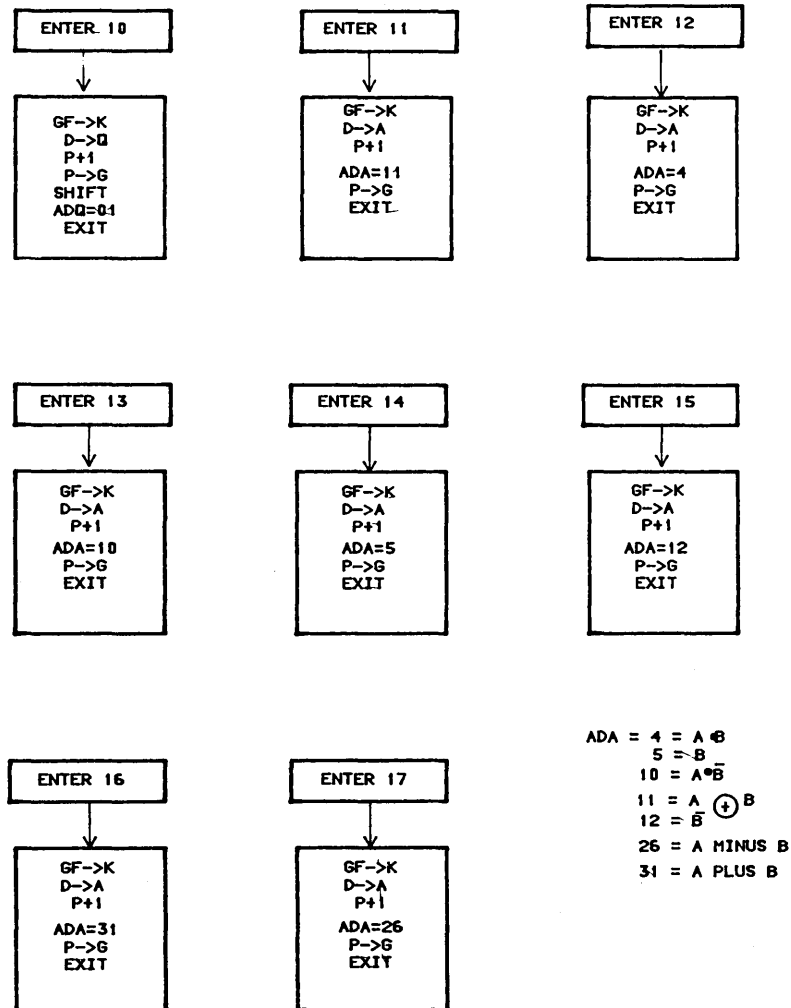 ENTER 10
GF->K
D->Q
P+1
P->G
SHIFT
ADQ=01
EXIT
ENTER 11
GF->K
D->A
P+1
ADA=11
P->G
EXIT
ENTER 12
GF->K
D->A
P+1
ADA=4
P->G
EXIT
ENTER 13
GF->K
D->A
P+1
ADA=10
P->G
EXIT
ENTER 14
GF->K
D->A
P+1
ADA=5
P->G
EXIT
ENTER 15
GF->K
D->A
P+1
ADA=12
P->G
EXIT
ENTER 16
GF->K
D->A
P+1
ADA=31
P->G
EXIT
ENTER 17
GF->K
D->A
P+1
ADA=26
P->G
EXIT
ADA = 4 = A•B
5 = B
10 = A•B̅
11 = A ⊕ B
12 = B̅
26 = A MINUS B
31 = A PLUS B